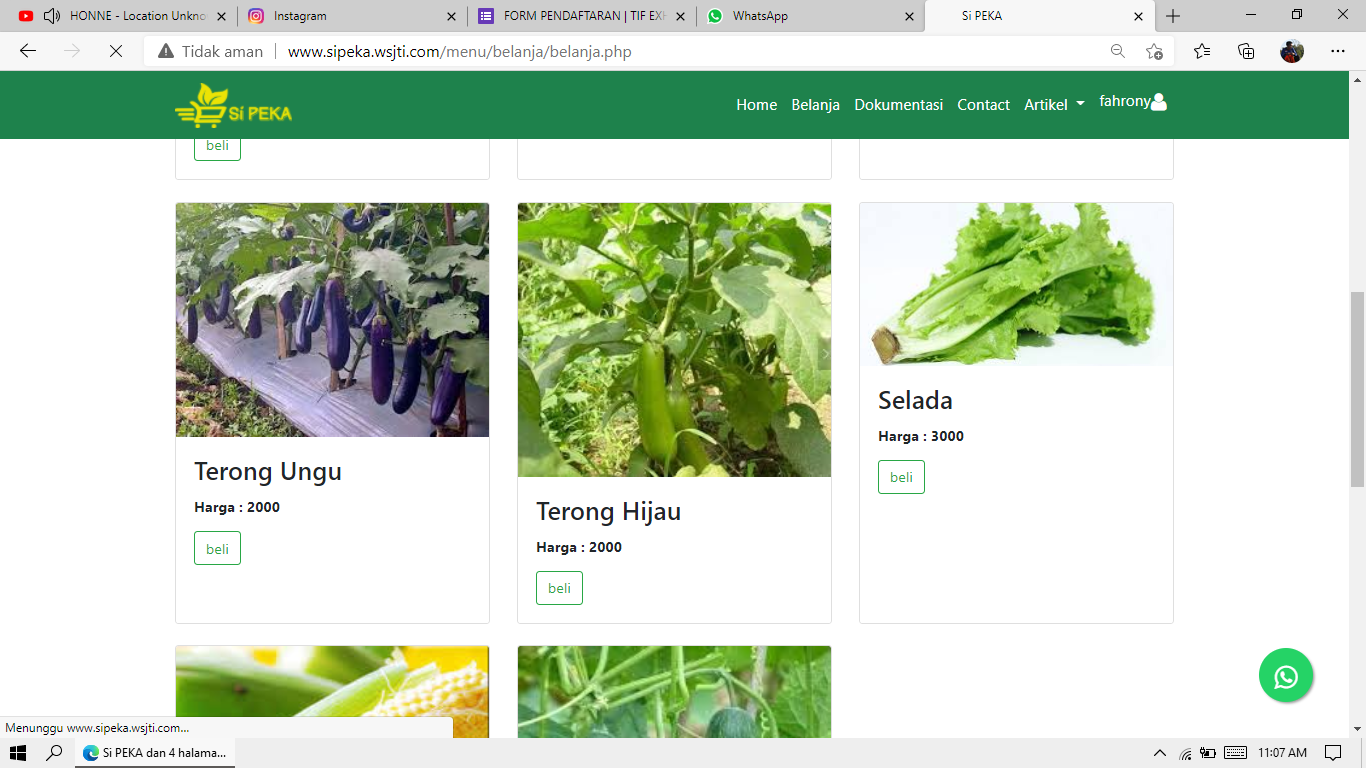 HONNE - Location Unkno
Instagram
FORM PENDAFTARAN | TIF EXH
WhatsApp
Si PEKA
Tidak aman
www.sipeka.wsjti.com/menu/belanja/belanja.php
Si PEKA
Home
Belanja
Dokumentasi
Contact
Artikel
fahrony
beli
Terong Ungu
Harga : 2000
beli
Terong Hijau
Harga : 2000
beli
Selada
Harga : 3000
beli
Menunggu www.sipeka.wsjti.com...
Si PEKA dan 4 halama...
11:07 AM